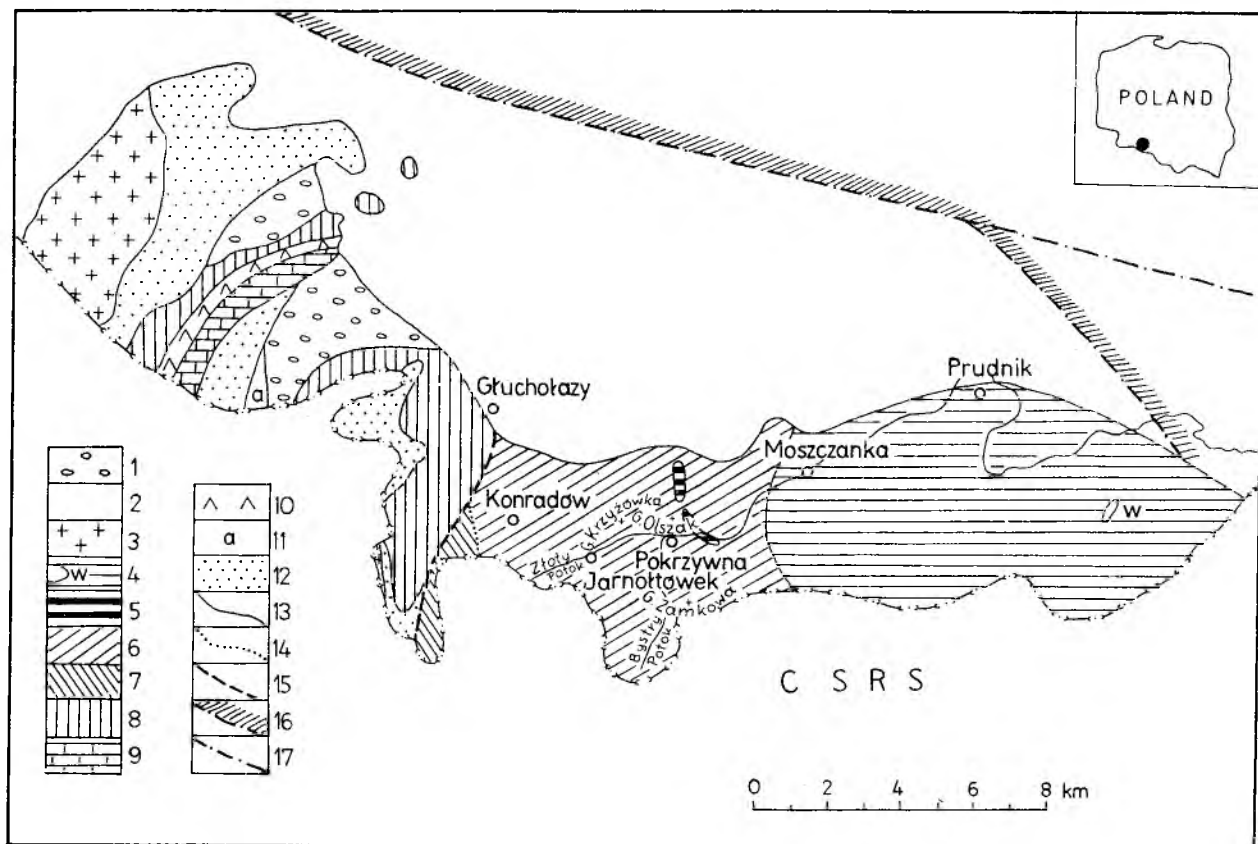 POLAND
Prudnik
Głuchołazy
Moszczanka
Konradów
G.Krzyżówka
G.Olszak
W
Złoty
Potok
Pokrzywna
Jarnołtówek
G.Zamkowa
Bystry
Potok
C S R S
a
1
2
3
W 4
5
6
7
8
9
10
a 11
12
13
14
15
16
17
0 2 4 6 8 km